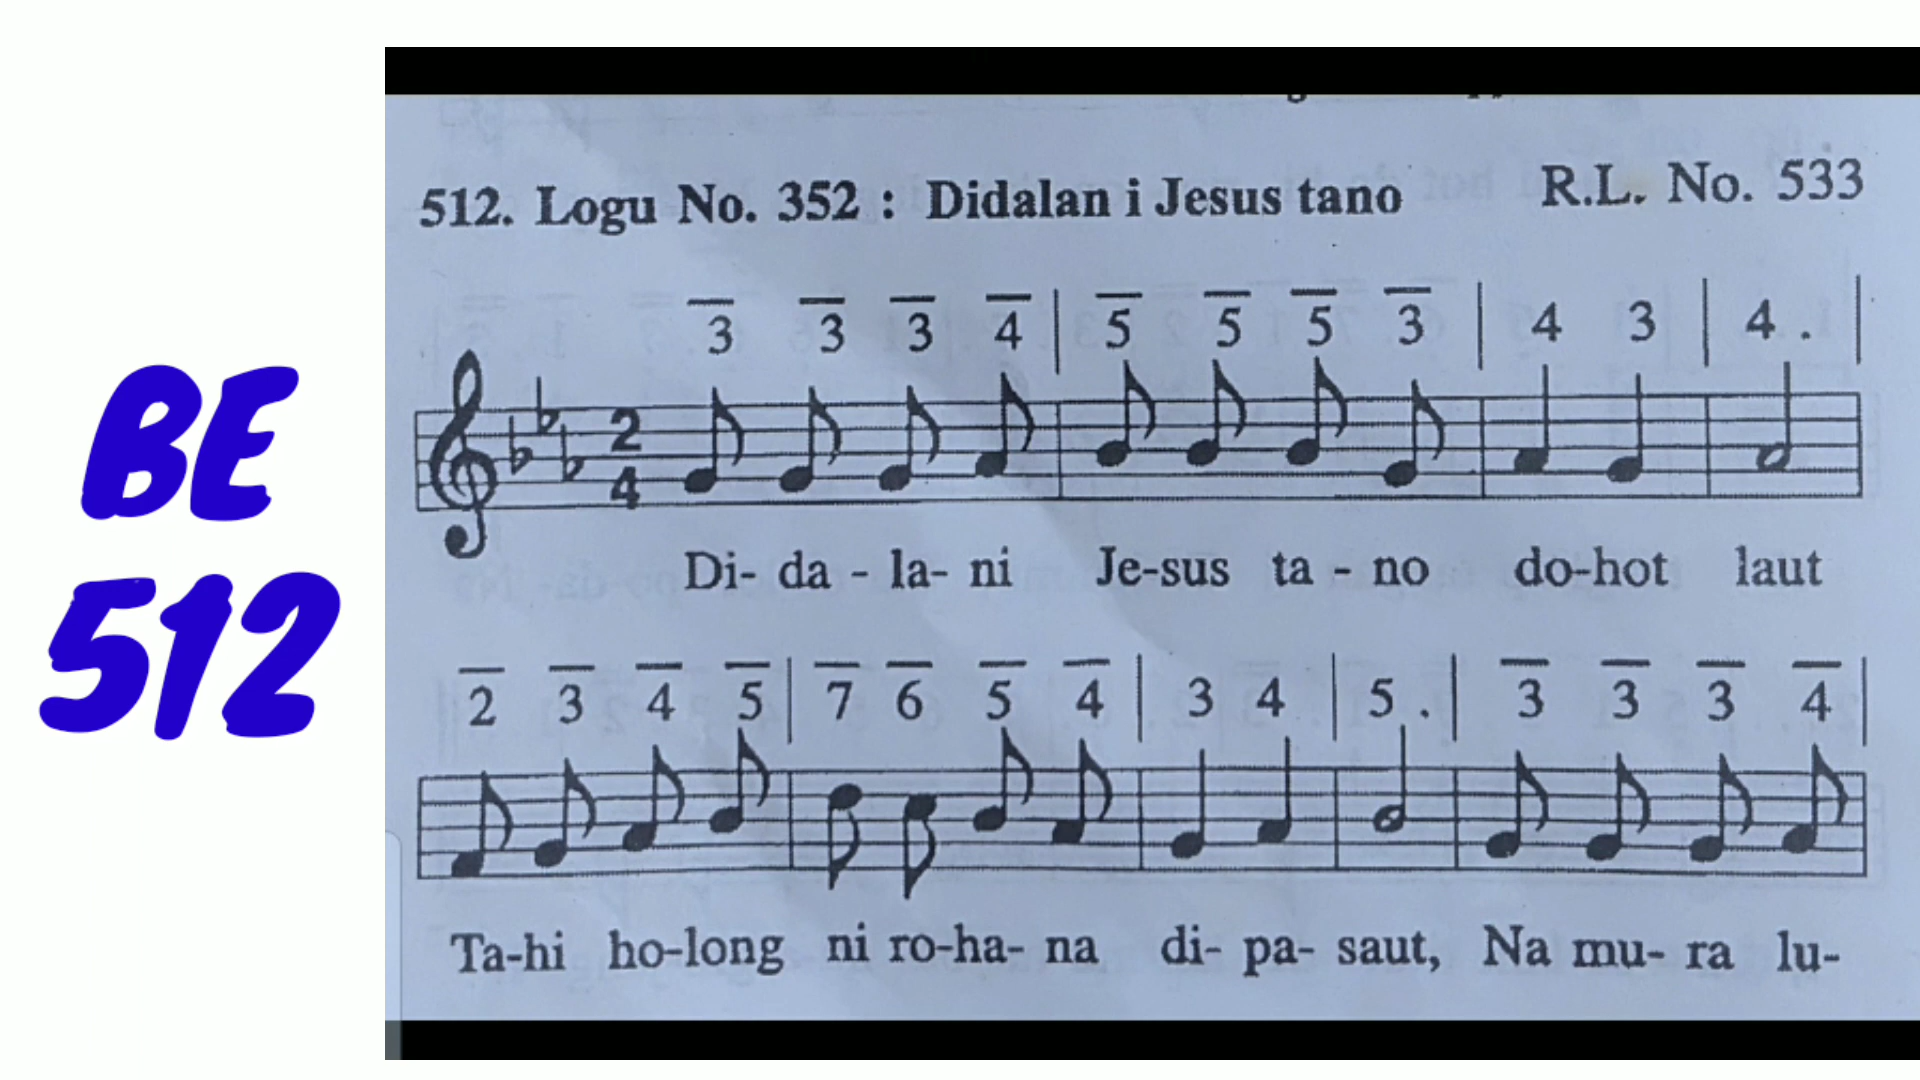 BE
512
512. Logu No. 352 : Didalan i Jesus tano R.L. No. 533
3 3 3 4 | 5 5 5 3 | 4 3 | 4 . |
2
4
Di- da - la- ni Je-sus ta - no do-hot laut
2 3 4 5 | 7 6 5 4 | 3 4 | 5 . | 3 3 3 4 |
Ta-hi ho-long ni ro-ha- na di- pa- saut, Na mu- ra lu-